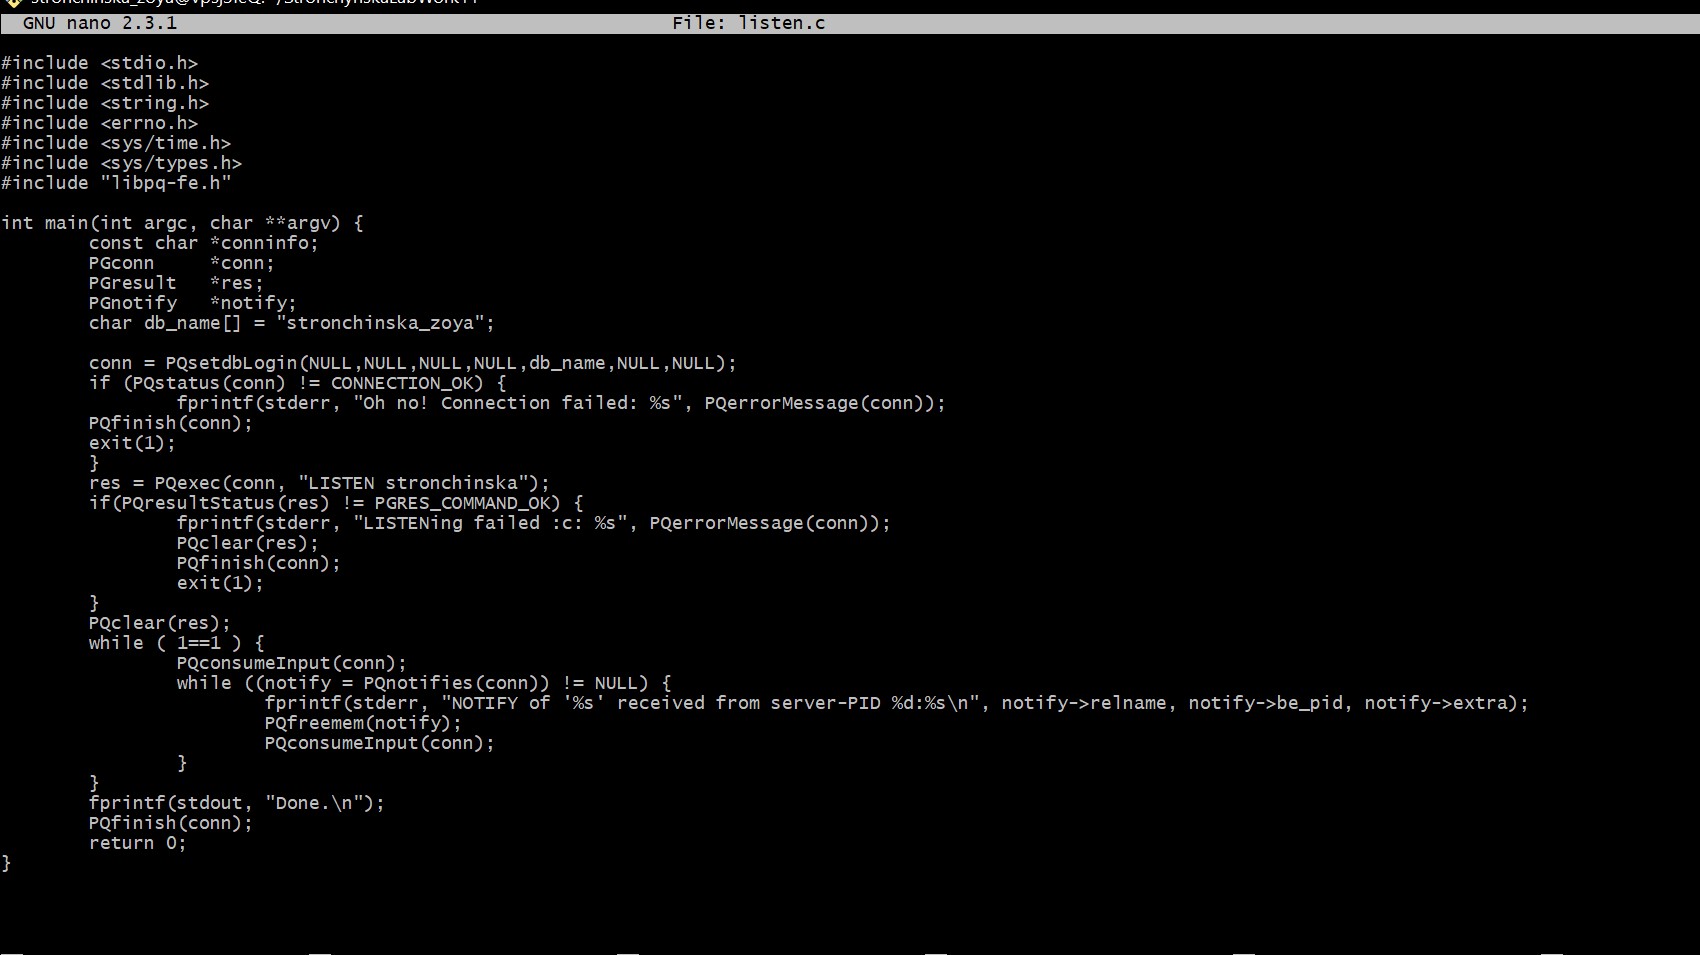 GNU nano 2.3.1 File: listen.c
#include <stdio.h>
#include <stdlib.h>
#include <string.h>
#include <errno.h>
#include <sys/time.h>
#include <sys/types.h>
#include "libpq-fe.h"
int main(int argc, char **argv) {
        const char *conninfo;
        PGconn     *conn;
        PGresult   *res;
        PGnotify   *notify;
        char db_name[] = "stronchinska_zoya";
        conn = PQsetdbLogin(NULL,NULL,NULL,NULL,db_name,NULL,NULL);
        if (PQstatus(conn) != CONNECTION_OK) {
                fprintf(stderr, "Oh no! Connection failed: %s", PQerrorMessage(conn));
        PQfinish(conn);
        exit(1);
        }
        res = PQexec(conn, "LISTEN stronchinska");
        if(PQresultStatus(res) != PGRES_COMMAND_OK) {
                fprintf(stderr, "LISTENing failed :c: %s", PQerrorMessage(conn));
                PQclear(res);
                PQfinish(conn);
                exit(1);
        }
        PQclear(res);
        while ( 1==1 ) {
                PQconsumeInput(conn);
                while ((notify = PQnotifies(conn)) != NULL) {
                        fprintf(stderr, "NOTIFY of '%s' received from server-PID %d:%s\n", notify->relname, notify->be_pid, notify->extra);
                        PQfreemem(notify);
                        PQconsumeInput(conn);
                }
        }
        fprintf(stdout, "Done.\n");
        PQfinish(conn);
        return 0;
}